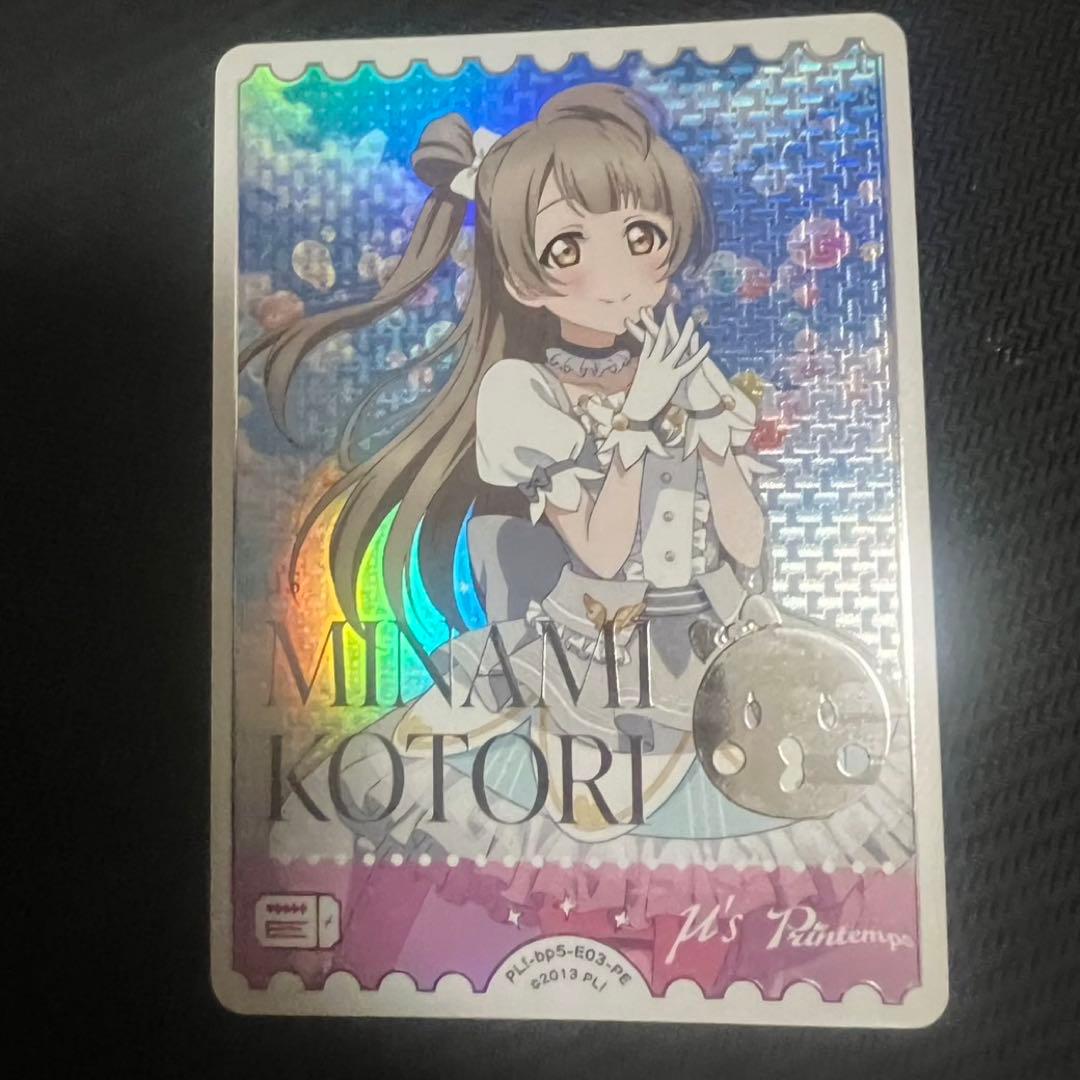 MINAMI
KOTORI
μ's Printemps
PL!-bp5-E03-PE
©2013 PL!